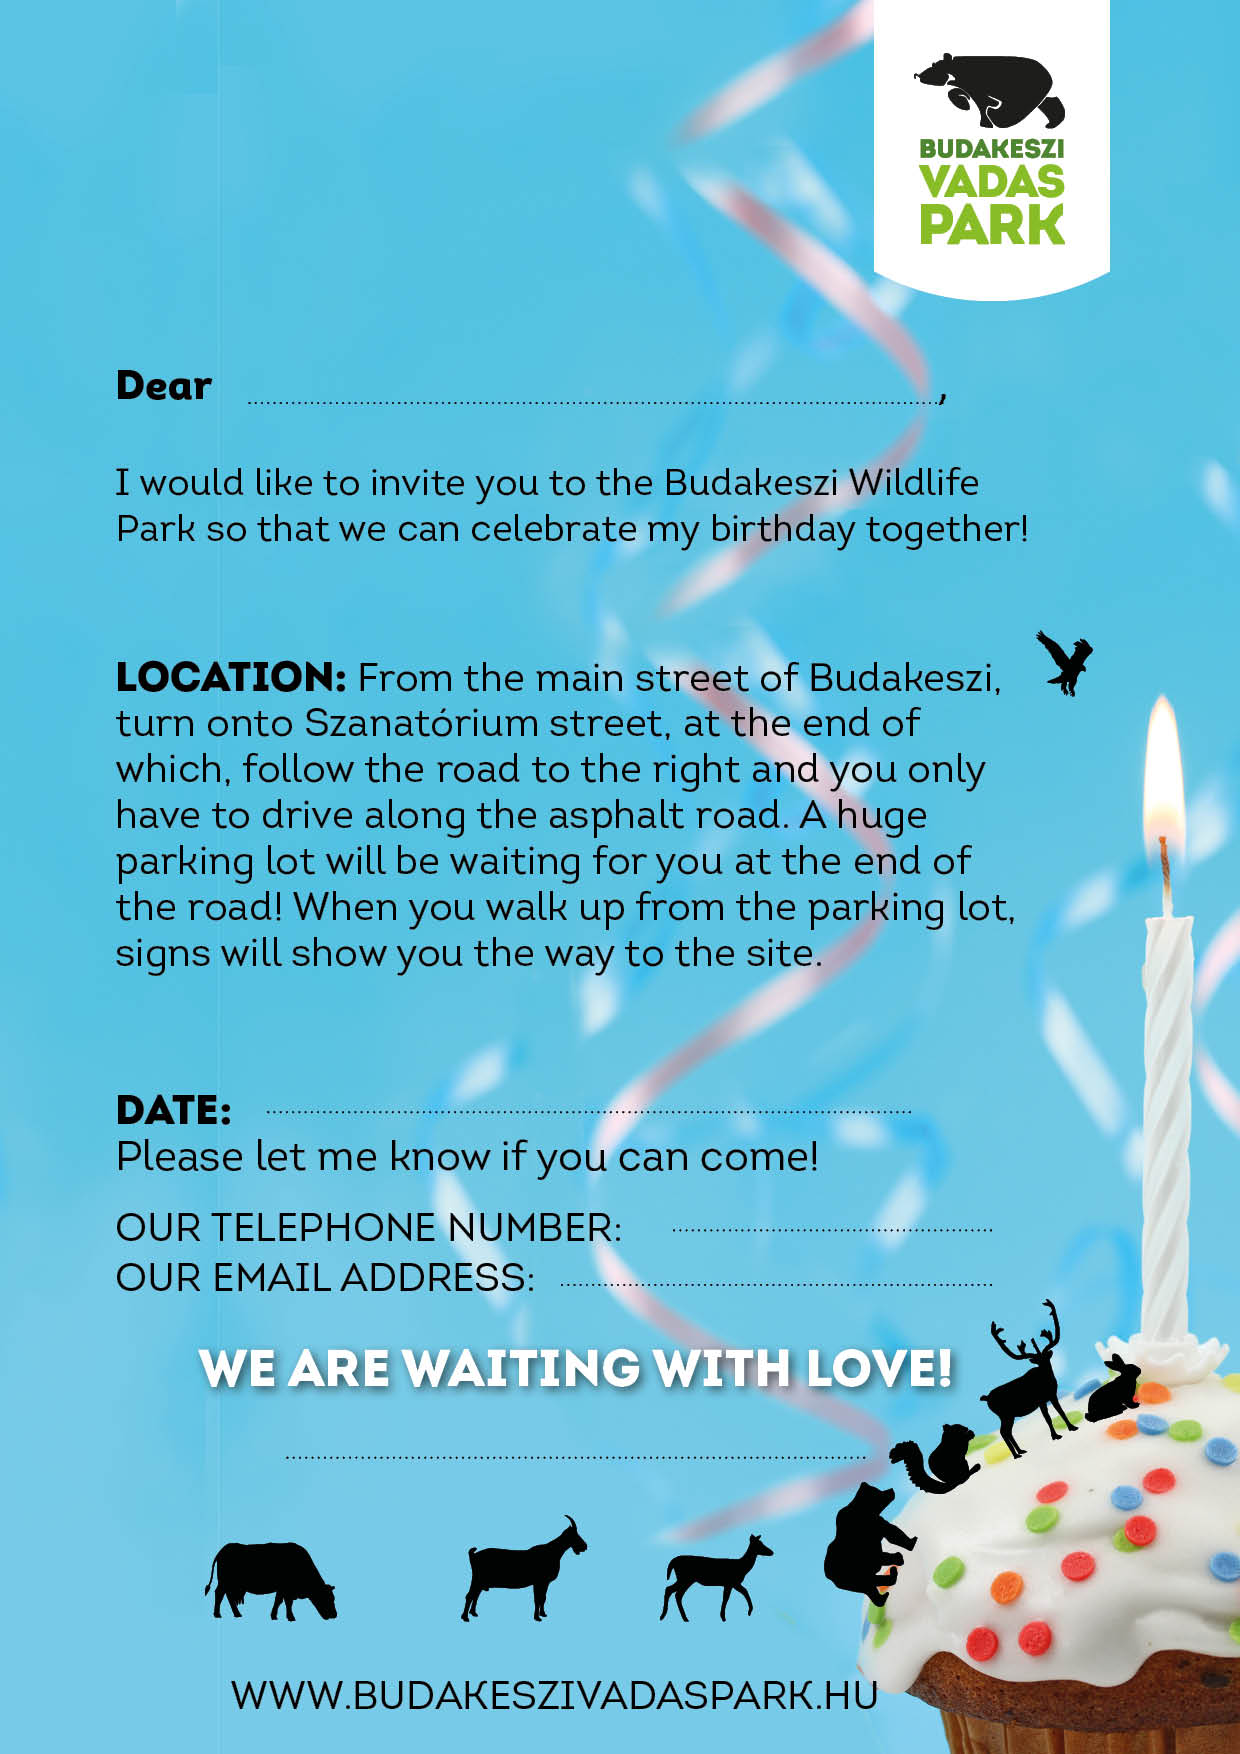 BUDAKESZI
VADAS
PARK
Dear ,
I would like to invite you to the Budakeszi Wildlife
Park so that we can celebrate my birthday together!
LOCATION: From the main street of Budakeszi,
turn onto Szanatórium street, at the end of
which, follow the road to the right and you only
have to drive along the asphalt road. A huge
parking lot will be waiting for you at the end of
the road! When you walk up from the parking lot,
signs will show you the way to the site.
DATE:
Please let me know if you can come!
OUR TELEPHONE NUMBER:
OUR EMAIL ADDRESS:
WE ARE WAITING WITH LOVE!
WWW.BUDAKESZIVADASPARK.HU